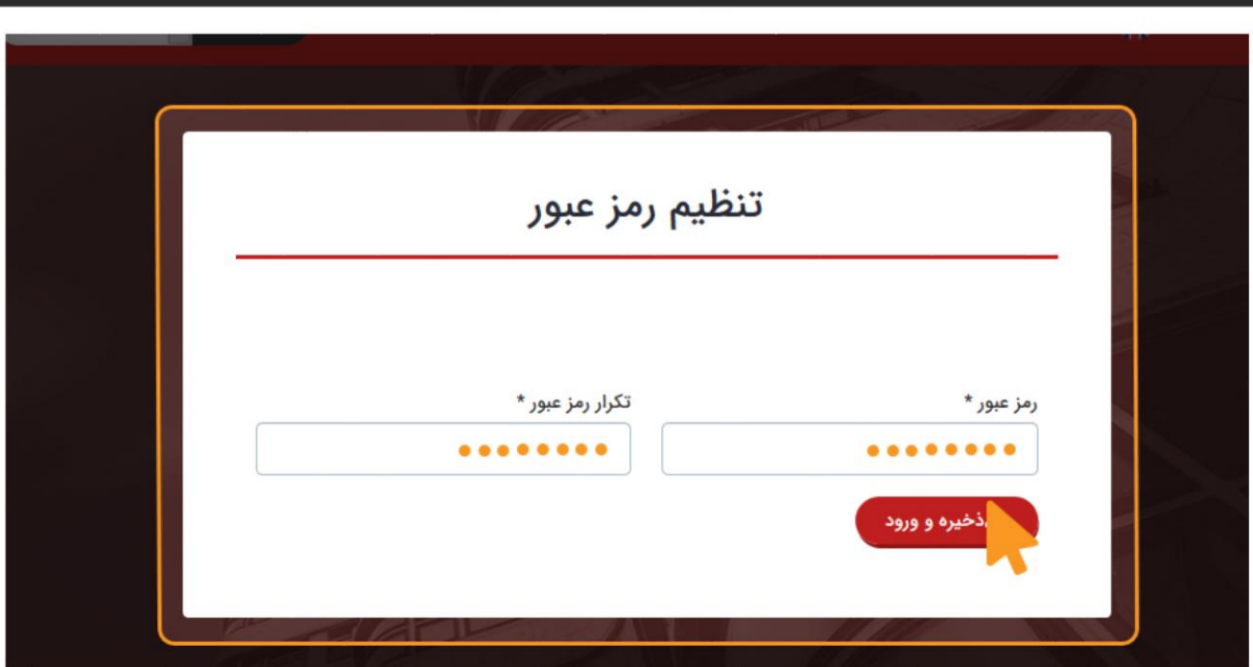 تنظیم رمز عبور
رمز عبور *
تکرار رمز عبور *
ذخیره و ورود